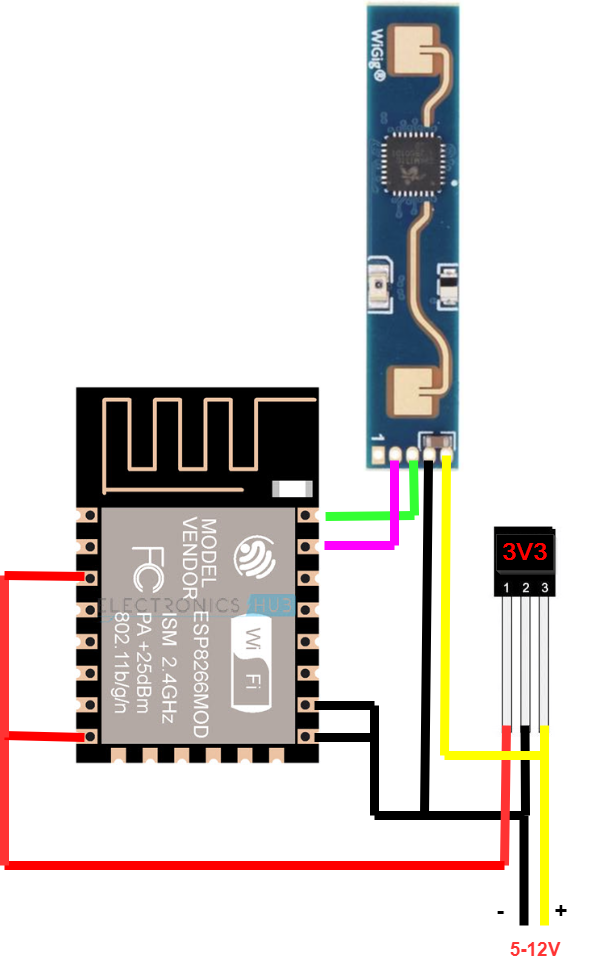 WiGig®
1
MODEL
VENDOR
ESP8266MOD
ISM 2.4GHz
PA +25dBm
802.11b/g/n
FC
Wi
Fi
ELECTRONICS HUB
3V3
1 2 3
- +
5-12V